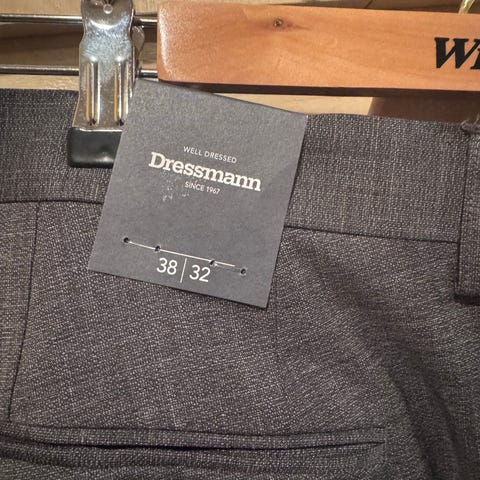 WELL DRESSED
Dressmann
SINCE 1967
38 | 32